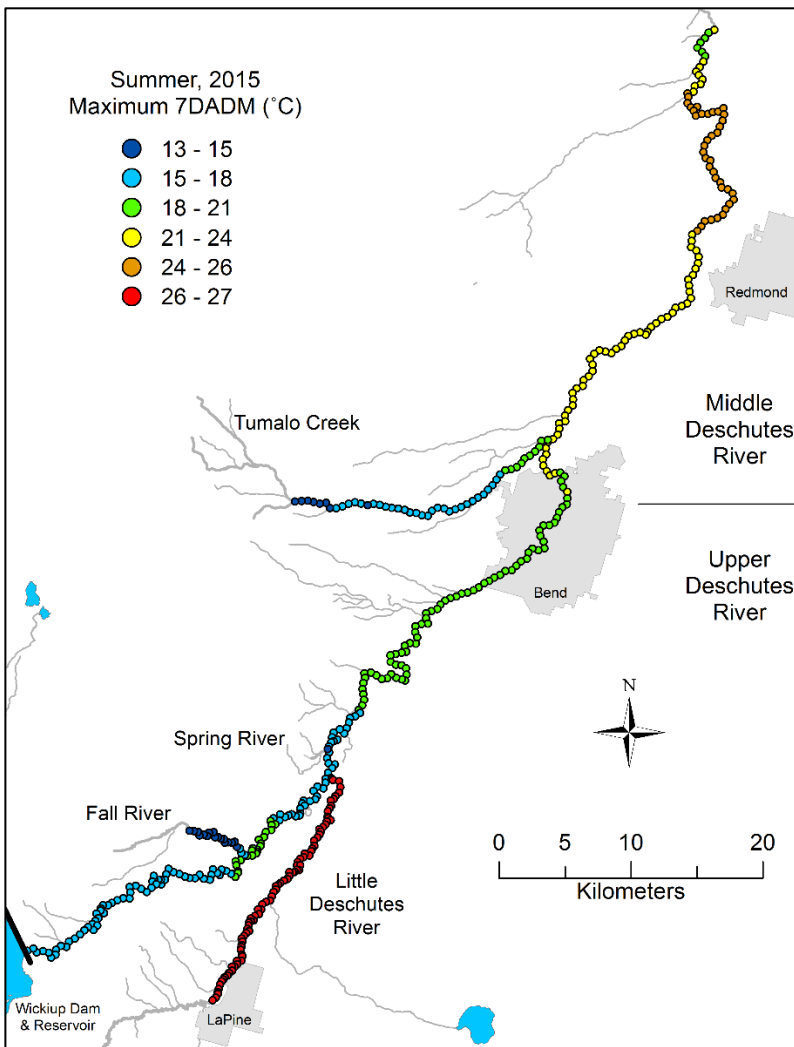 Summer, 2015
Maximum 7DADM (˚C)
13 - 15
15 - 18
18 - 21
21 - 24
24 - 26
26 - 27
Redmond
Middle
Deschutes
River
Tumalo Creek
Upper
Deschutes
River
Bend
Spring River
N
Fall River
0 5 10 20
Kilometers
Little
Deschutes
River
Wickiup Dam
& Reservoir
LaPine